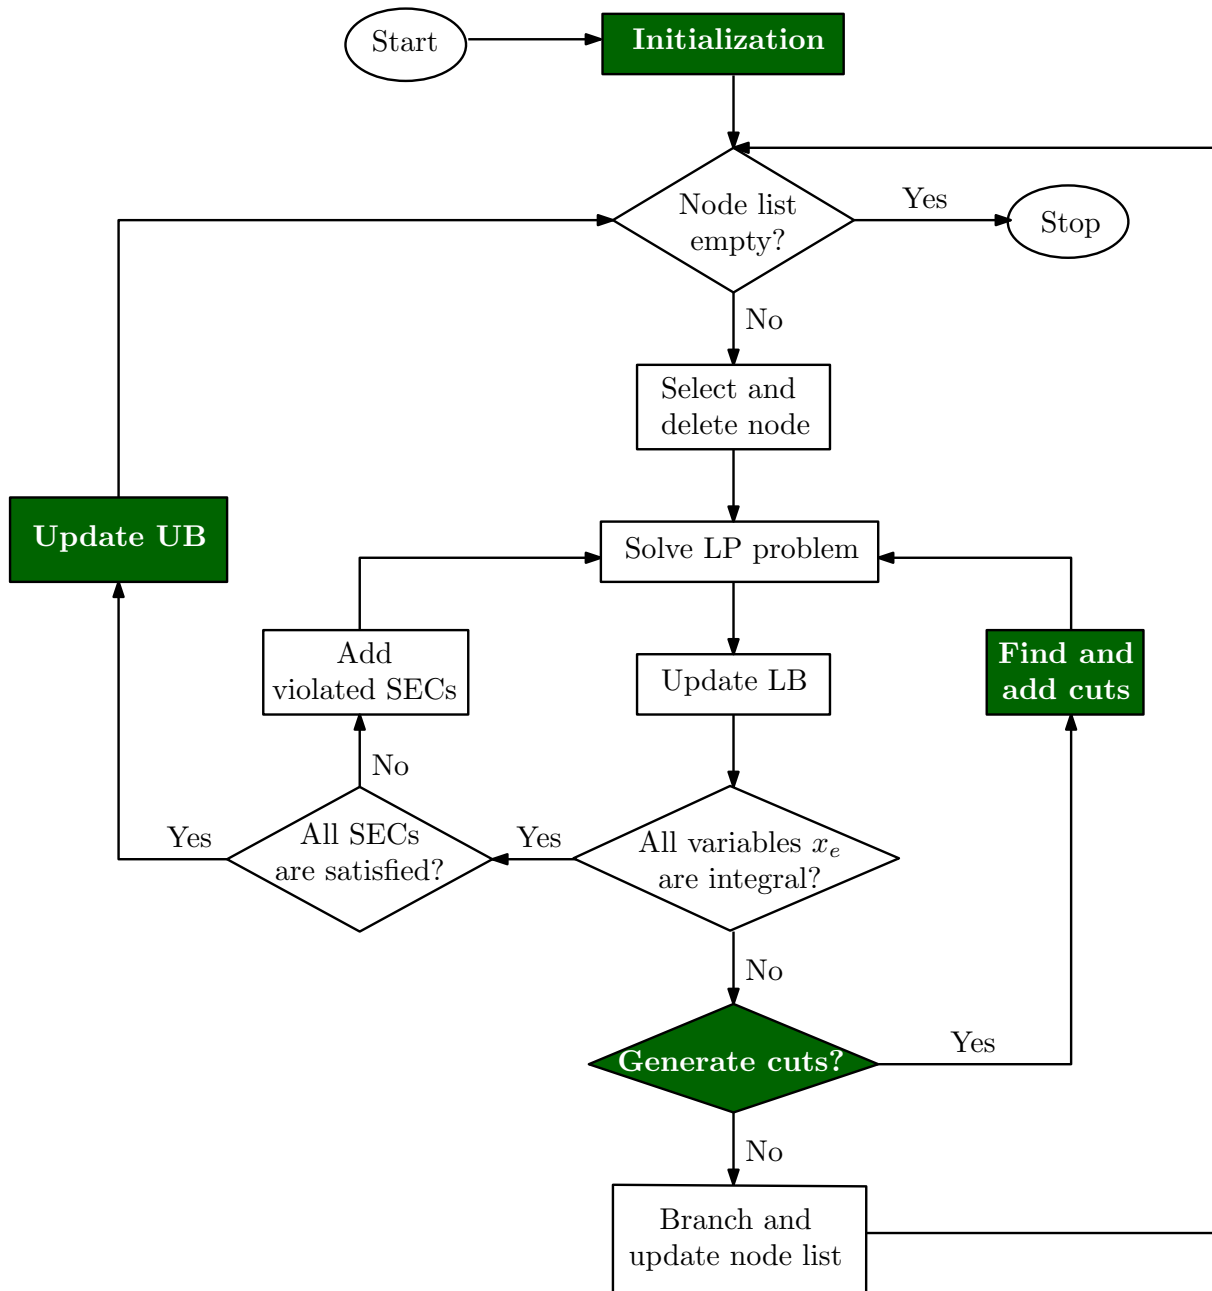 Start
Initialization
Node list
empty?
Yes
Stop
No
Select and
delete node
Update UB
Solve LP problem
Add
violated SECs
Update LB
Find and
add cuts
No
Yes
All SECs
are satisfied?
Yes
All variables xₑ
are integral?
No
Generate cuts?
Yes
No
Branch and
update node list